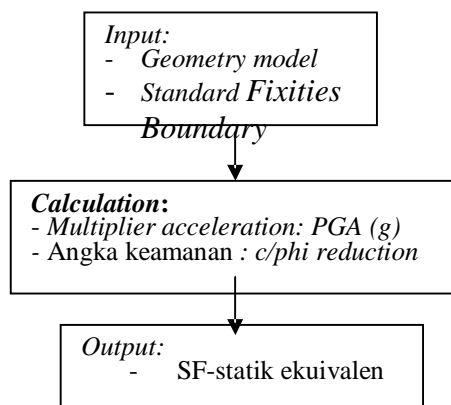 Input:
- Geometry model
- Standard Fixities
Boundary
Calculation:
- Multiplier acceleration: PGA (g)
- Angka keamanan : c/phi reduction
Output:
- SF-statik ekuivalen